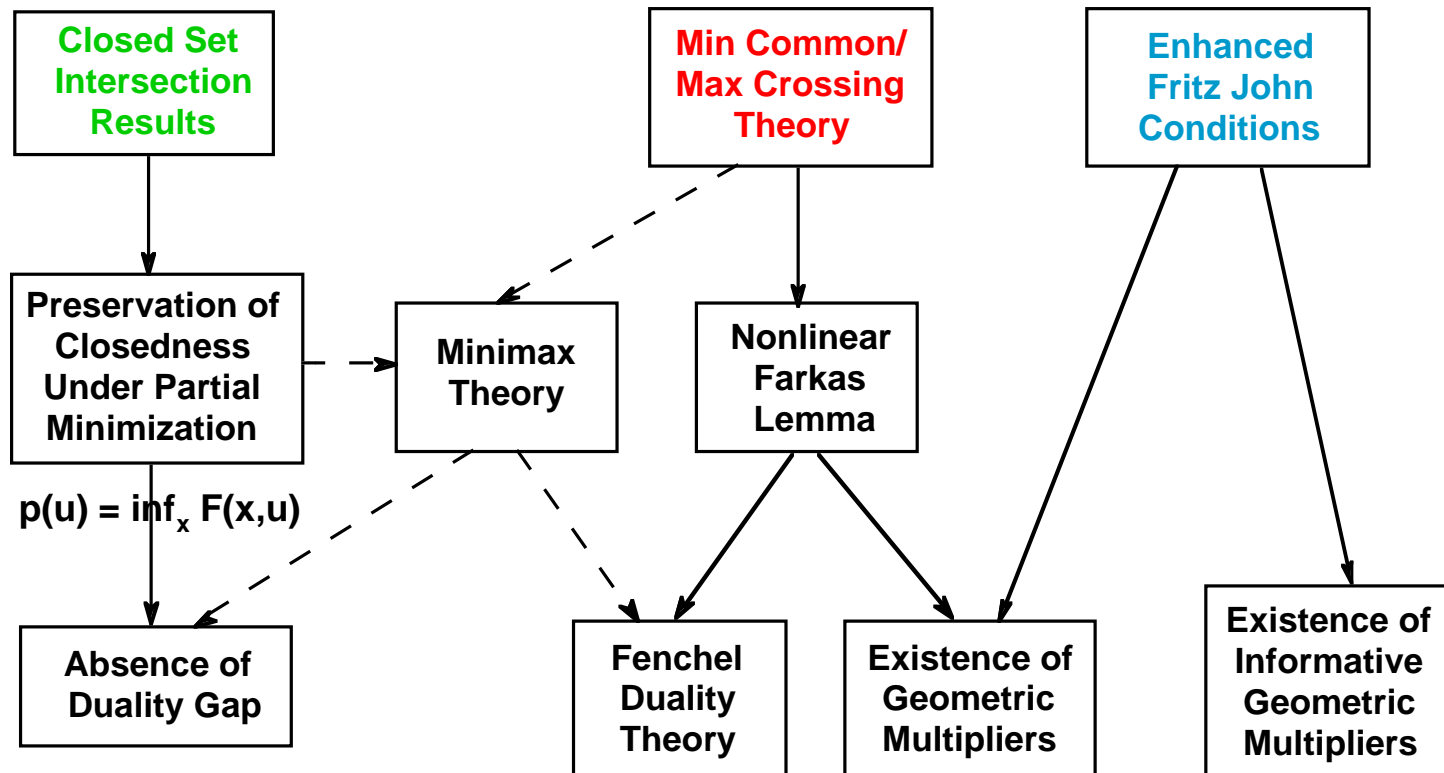 Closed Set
Intersection
Results
Min Common/
Max Crossing
Theory
Enhanced
Fritz John
Conditions
Preservation of
Closedness
Under Partial
Minimization
Minimax
Theory
Nonlinear
Farkas
Lemma
p(u) = inf_x F(x,u)
Absence of
Duality Gap
Fenchel
Duality
Theory
Existence of
Geometric
Multipliers
Existence of
Informative
Geometric
Multipliers